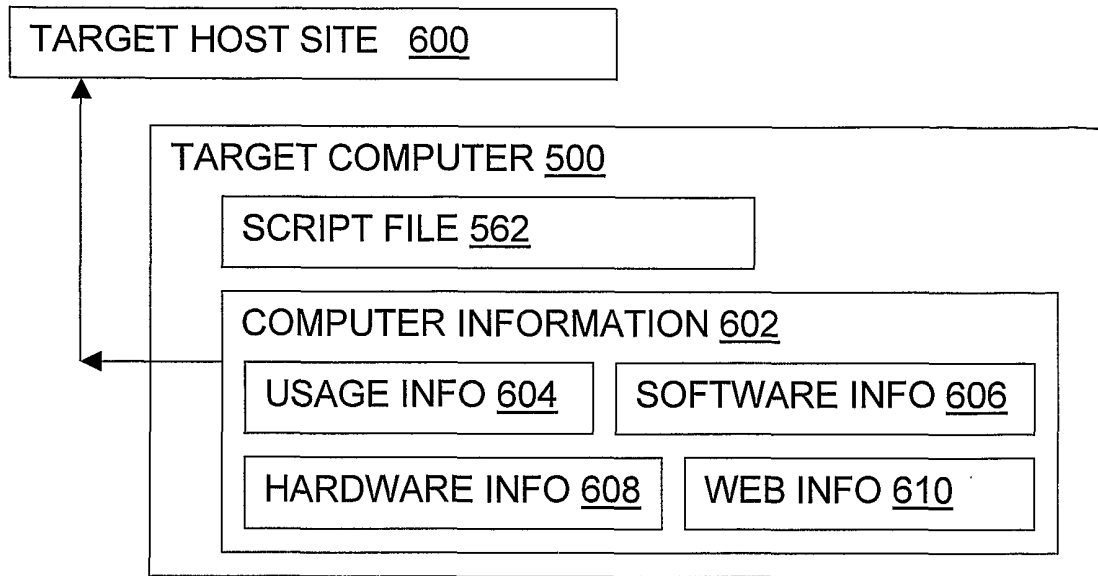 TARGET HOST SITE 600
TARGET COMPUTER 500
SCRIPT FILE 562
COMPUTER INFORMATION 602
USAGE INFO 604
SOFTWARE INFO 606
HARDWARE INFO 608
WEB INFO 610